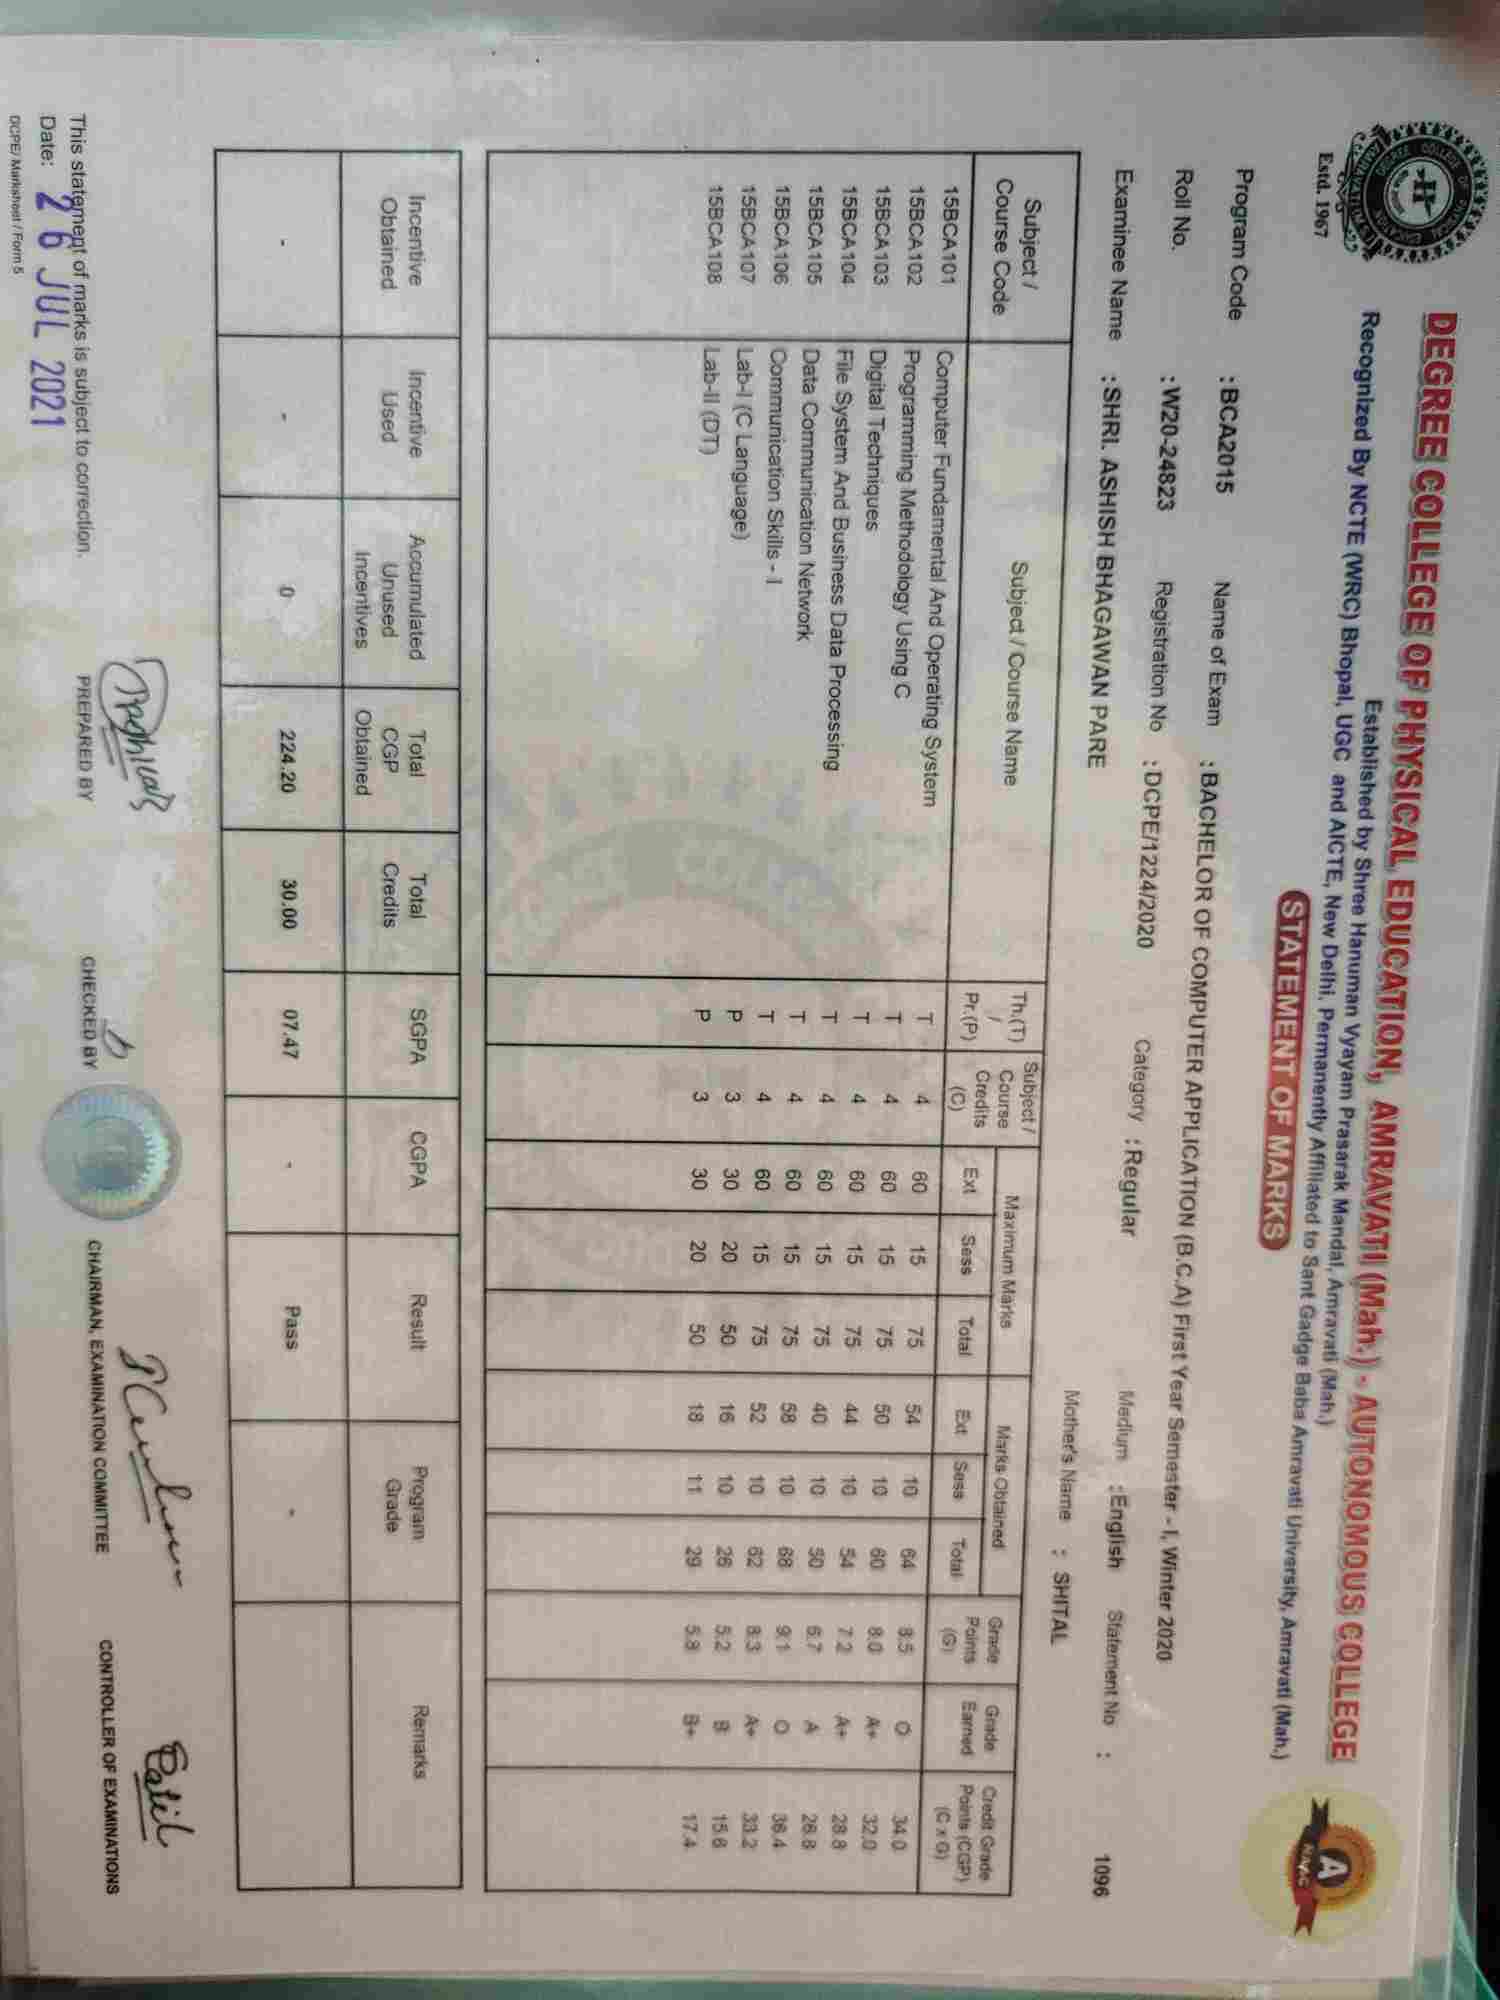 DEGREE COLLEGE OF PHYSICAL EDUCATION, AMRAVATI (Mah.) - AUTONOMOUS COLLEGE
Established by Shree Hanuman Vyayam Prasarak Mandal, Amravati (Mah.)
Recognized By NCTE (WRC) Bhopal, UGC and AICTE, New Delhi, Permanently Affiliated to Sant Gadge Baba Amravati University, Amravati (Mah.)
Estd. 1967
A
NAAC
STATEMENT OF MARKS
Program Code : BCA2015 Name of Exam : BACHELOR OF COMPUTER APPLICATION (B.C.A) First Year Semester - I, Winter 2020
Roll No. : W20-24823 Registration No : DCPE/1224/2020 Category : Regular Medium : English Statement No : 1096
Examinee Name : SHRI. ASHISH BHAGAWAN PARE Mother's Name : SHITAL
Subject / Course Code Subject / Course Name Th.(T) / Pr.(P) Subject / Course Credits (C) Maximum Marks Marks Obtained Grade Points (G) Grade Earned Credit Grade Points (CGP) (C x G)
Ext Sess Total Ext Sess Total
15BCA101 Computer Fundamental And Operating System T 4 60 15 75 54 10 64 8.5 O 34.0
15BCA102 Programming Methodology Using C T 4 60 15 75 50 10 60 8.0 A+ 32.0
15BCA103 Digital Techniques T 4 60 15 75 44 10 54 7.2 A+ 28.8
15BCA104 File System And Business Data Processing T 4 60 15 75 40 10 50 6.7 A 26.8
15BCA105 Data Communication Network T 4 60 15 75 58 10 68 9.1 O 36.4
15BCA106 Communication Skills - I T 4 60 15 75 52 10 62 8.3 A+ 33.2
15BCA107 Lab-I (C Language) P 3 30 20 50 16 10 26 5.2 B 15.6
15BCA108 Lab-II (DT) P 3 30 20 50 18 11 29 5.8 B+ 17.4
Incentive Obtained Incentive Used Accumulated Unused Incentives Total CGP Obtained Total Credits SGPA CGPA Result Program Grade Remarks
- - 0 224.20 30.00 07.47 - Pass -
PREPARED BY CHECKED BY CHAIRMAN, EXAMINATION COMMITTEE CONTROLLER OF EXAMINATIONS
Patil
This statement of marks is subject to correction.
Date: 26 JUL 2021
DCPE/ Marksheet / Form 5